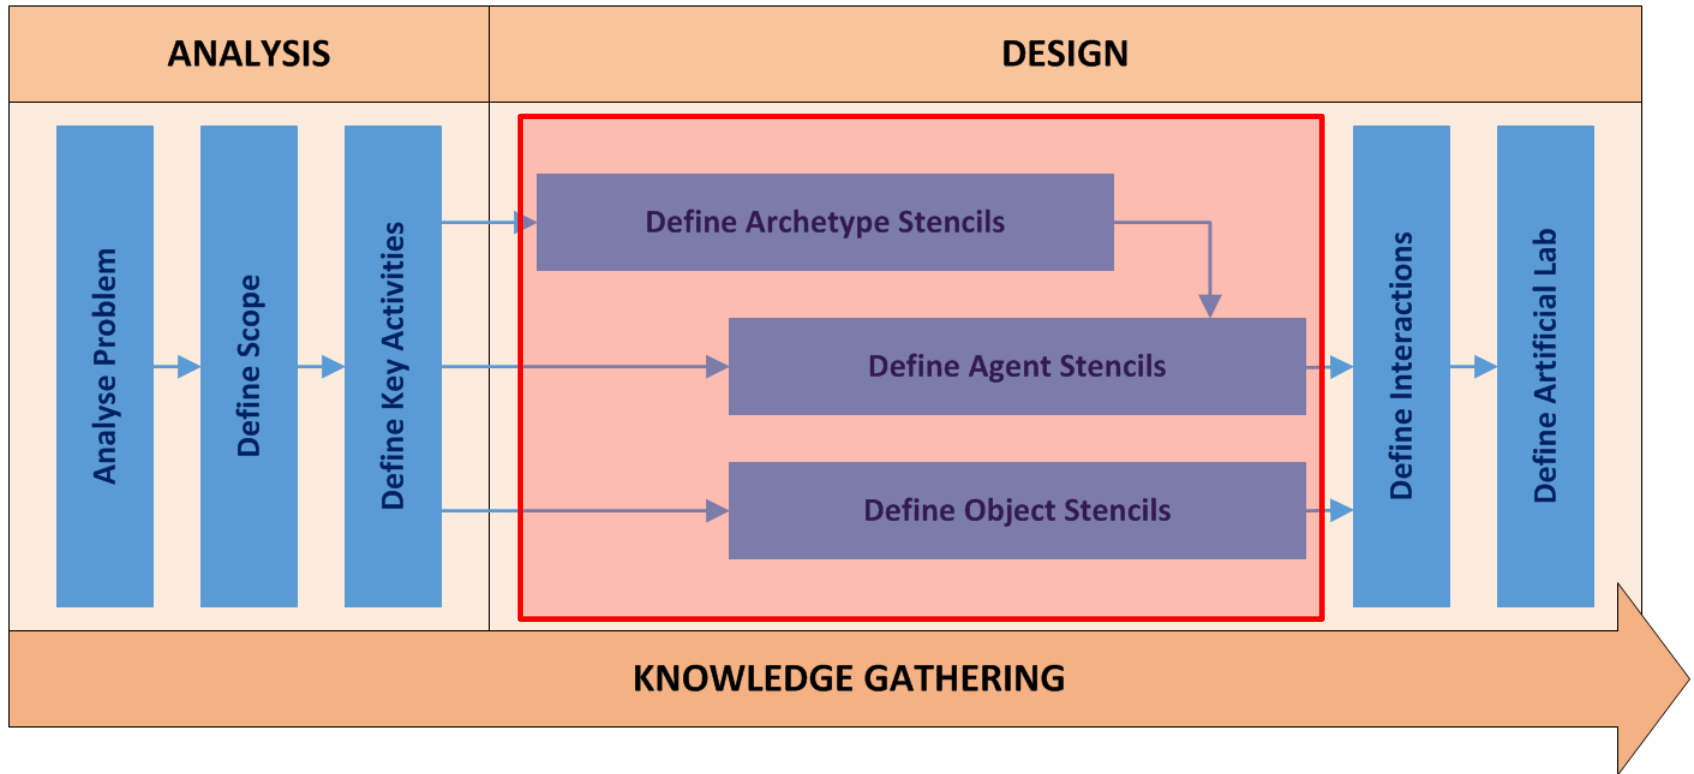 ANALYSIS
DESIGN
Analyse Problem
Define Scope
Define Key Activities
Define Archetype Stencils
Define Agent Stencils
Define Object Stencils
Define Interactions
Define Artificial Lab
KNOWLEDGE GATHERING